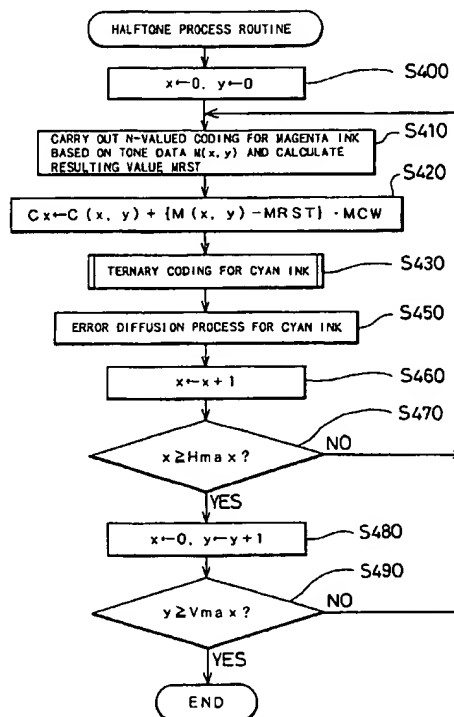 HALFTONE PROCESS ROUTINE
x←0, y←0
S400
CARRY OUT N-VALUED CODING FOR MAGENTA INK
BASED ON TONE DATA M(x, y) AND CALCULATE
RESULTING VALUE MRST
S410
Cx←C(x, y)+{M(x, y)-MRST}·MCW
S420
TERNARY CODING FOR CYAN INK
S430
ERROR DIFFUSION PROCESS FOR CYAN INK
S450
x←x+1
S460
x≧Hmax?
S470
NO
YES
x←0, y←y+1
S480
y≧Vmax?
S490
NO
YES
END